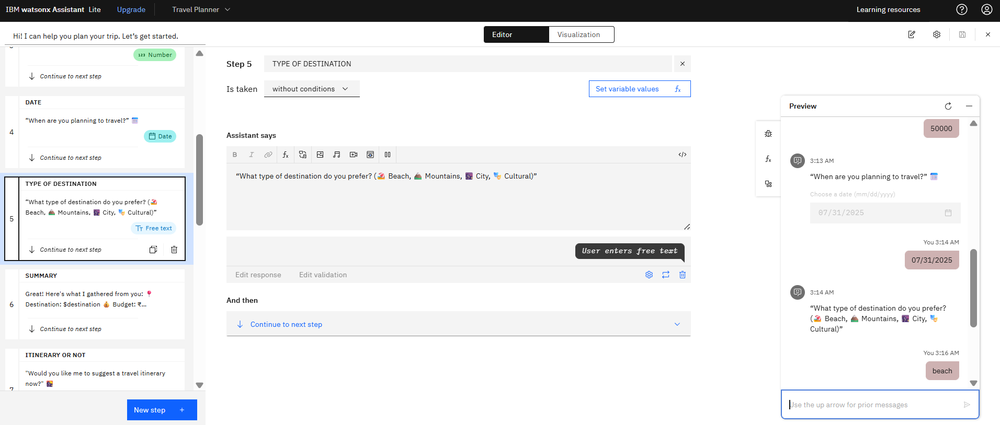 IBM watsonx Assistant Lite Upgrade Travel Planner Learning resources
Hi! I can help you plan your trip. Let’s get started.
Editor Visualization
Number
Continue to next step
4
DATE
“When are you planning to travel?”
Date
Continue to next step
5
TYPE OF DESTINATION
“What type of destination do you prefer? (🏖️
Beach, ⛰️ Mountains, 🌆 City, 🎭 Cultural)”
Free text
Continue to next step
6
SUMMARY
Great! Here's what I gathered from you: 📍
Destination: $destination 💰 Budget: ₹...
Continue to next step
7
ITINERARY OR NOT
"Would you like me to suggest a travel itinerary
now?"
New step +
Step 5 TYPE OF DESTINATION
Is taken without conditions Set variable values fx
Assistant says
B I fx
“What type of destination do you prefer? (🏖️ Beach, ⛰️ Mountains, 🌆 City, 🎭 Cultural)”
User enters free text
Edit response Edit validation
And then
Continue to next step
Preview
50000
3:13 AM
“When are you planning to travel?”
Choose a date (mm/dd/yyyy)
07/31/2025
You 3:14 AM
07/31/2025
3:14 AM
“What type of destination do you prefer?
(🏖️ Beach, ⛰️ Mountains, 🌆 City, 🎭
Cultural)”
You 3:16 AM
beach
Use the up arrow for prior messages